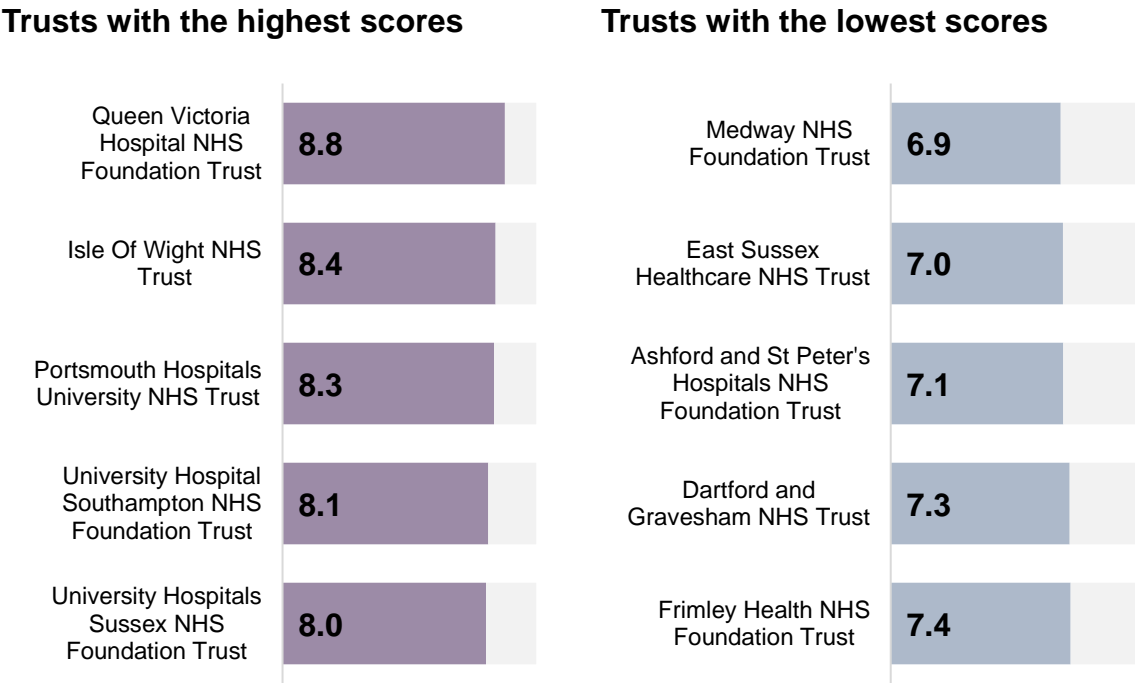 Trusts with the highest scores
Queen Victoria
Hospital NHS
Foundation Trust
8.8
Isle Of Wight NHS
Trust
8.4
Portsmouth Hospitals
University NHS Trust
8.3
University Hospital
Southampton NHS
Foundation Trust
8.1
University Hospitals
Sussex NHS
Foundation Trust
8.0
Trusts with the lowest scores
Medway NHS
Foundation Trust
6.9
East Sussex
Healthcare NHS Trust
7.0
Ashford and St Peter's
Hospitals NHS
Foundation Trust
7.1
Dartford and
Gravesham NHS Trust
7.3
Frimley Health NHS
Foundation Trust
7.4